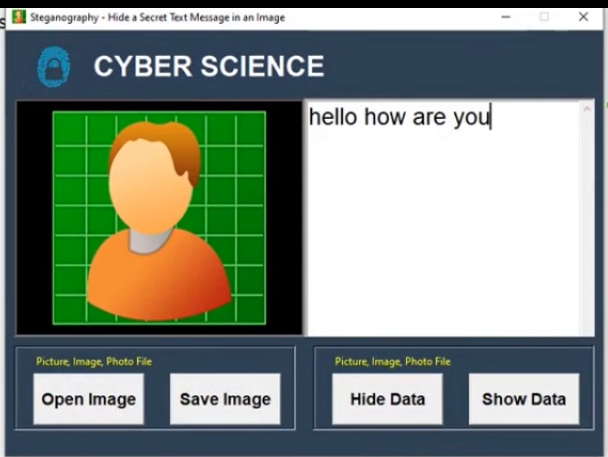 Steganography - Hide a Secret Text Message in an Image
CYBER SCIENCE
hello how are you
Picture, Image, Photo File
Picture, Image, Photo File
Open Image
Save Image
Hide Data
Show Data